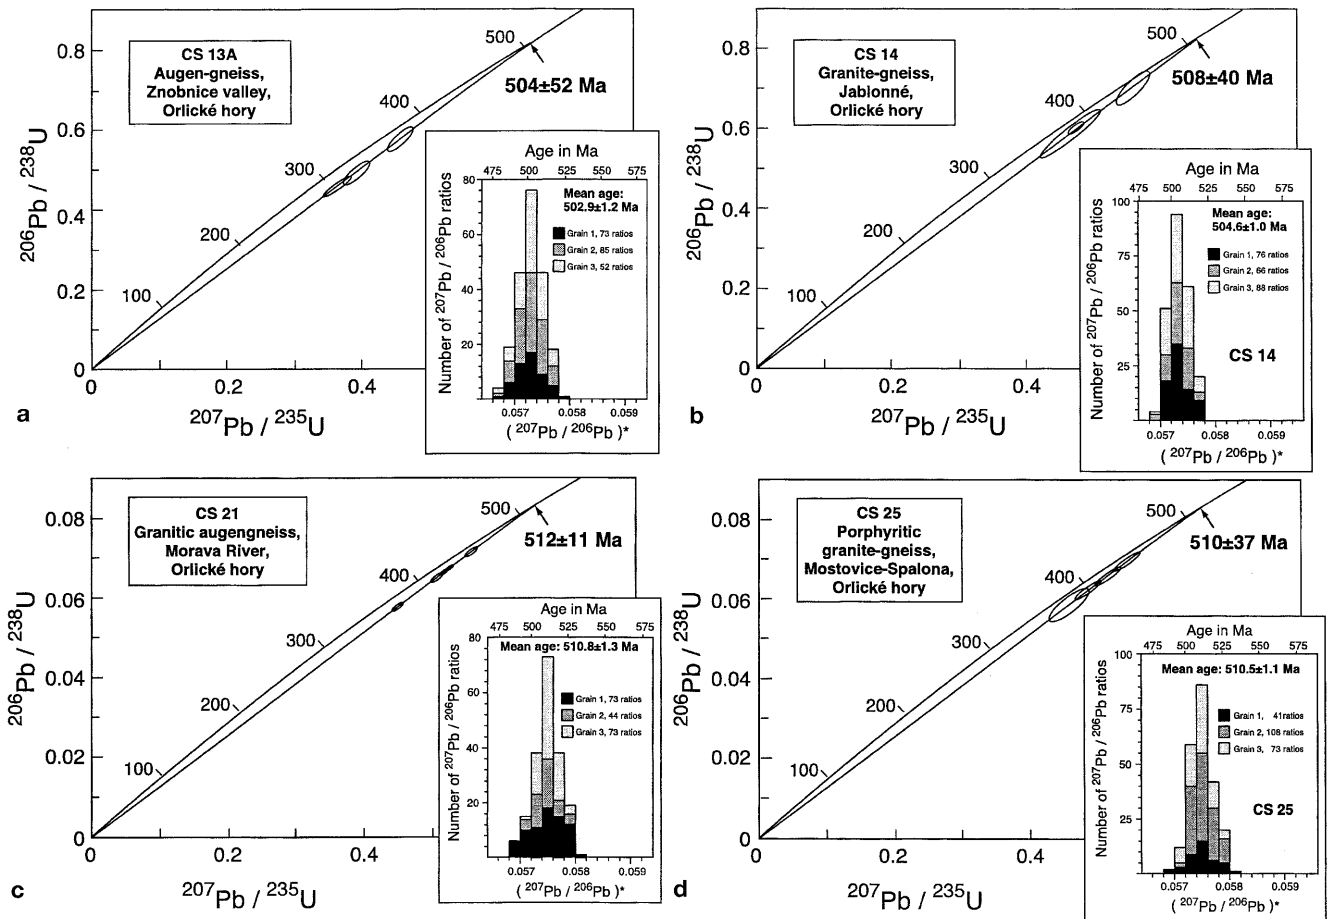 CS 13A
Augen-gneiss,
Znobnice valley,
Orlické hory
504±52 Ma
206Pb / 238U
0.8
0.6
0.4
0.2
0
100
200
300
400
500
0
0.2
0.4
207Pb / 235U
a
Age in Ma
475 500 525 550 575
Mean age:
502.9±1.2 Ma
Grain 1, 73 ratios
Grain 2, 85 ratios
Grain 3, 52 ratios
Number of 207Pb / 206Pb ratios
80
60
40
20
0.057 0.058 0.059
( 207Pb / 206Pb )*
CS 14
Granite-gneiss,
Jablonné,
Orlické hory
508±40 Ma
206Pb / 238U
0.8
0.6
0.4
0.2
0
100
200
300
400
500
0
0.2
0.4
207Pb / 235U
b
Age in Ma
475 500 525 550 575
Mean age:
504.6±1.0 Ma
Grain 1, 76 ratios
Grain 2, 66 ratios
Grain 3, 88 ratios
CS 14
Number of 207Pb / 206Pb ratios
100
75
50
25
0.057 0.058 0.059
( 207Pb / 206Pb )*
CS 21
Granitic augengneiss,
Morava River,
Orlické hory
512±11 Ma
206Pb / 238U
0.08
0.06
0.04
0.02
0
100
200
300
400
500
0
0.2
0.4
207Pb / 235U
c
Age in Ma
475 500 525 550 575
Mean age: 510.8±1.3 Ma
Grain 1, 73 ratios
Grain 2, 44 ratios
Grain 3, 73 ratios
Number of 207Pb / 206Pb ratios
80
60
40
20
0.057 0.058 0.059
( 207Pb / 206Pb )*
CS 25
Porphyritic
granite-gneiss,
Mostovice-Spalona,
Orlické hory
510±37 Ma
206Pb / 238U
0.08
0.06
0.04
0.02
0
100
200
300
400
500
0
0.2
0.4
207Pb / 235U
d
Age in Ma
475 500 525 550 575
Mean age: 510.5±1.1 Ma
Grain 1, 41ratios
Grain 2, 108 ratios
Grain 3, 73 ratios
CS 25
Number of 207Pb / 206Pb ratios
100
75
50
25
0.057 0.058 0.059
( 207Pb / 206Pb )*